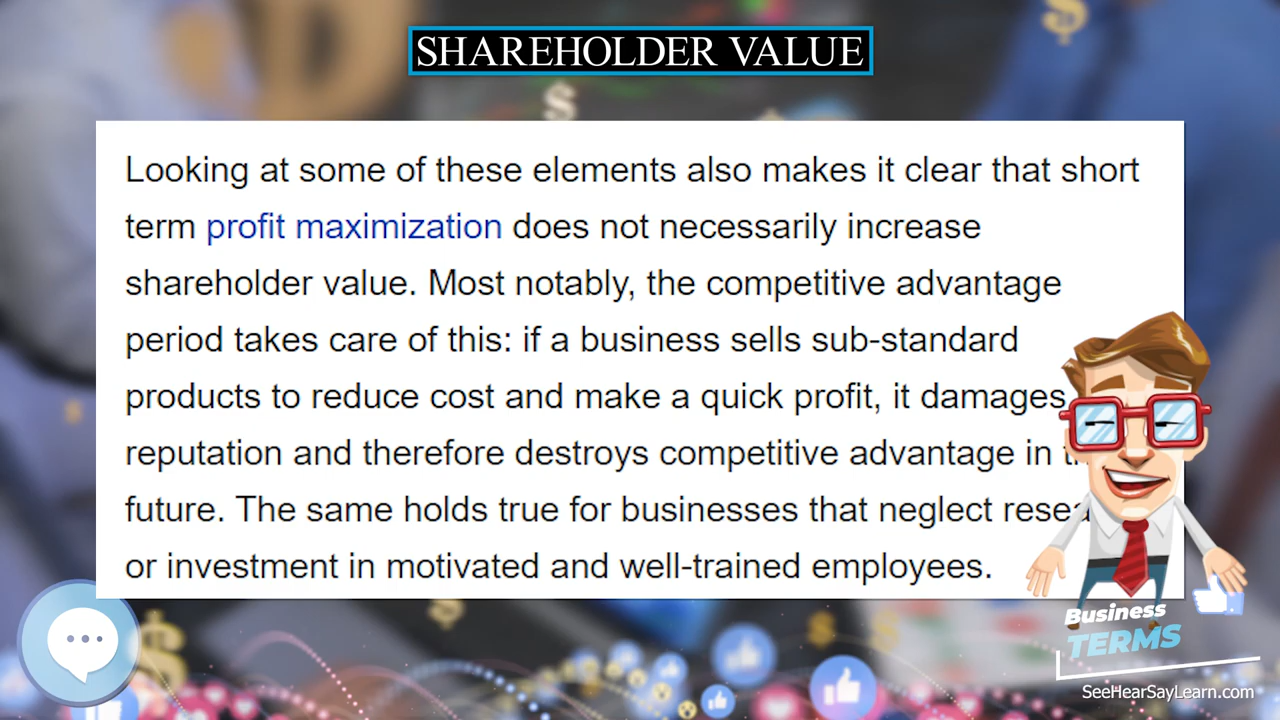 SHAREHOLDER VALUE
Looking at some of these elements also makes it clear that short
term profit maximization does not necessarily increase
shareholder value. Most notably, the competitive advantage
period takes care of this: if a business sells sub-standard
products to reduce cost and make a quick profit, it damages
reputation and therefore destroys competitive advantage in
future. The same holds true for businesses that neglect
or investment in motivated and well-trained employees.
Business
TERMS
SeeHearSayLearn.com